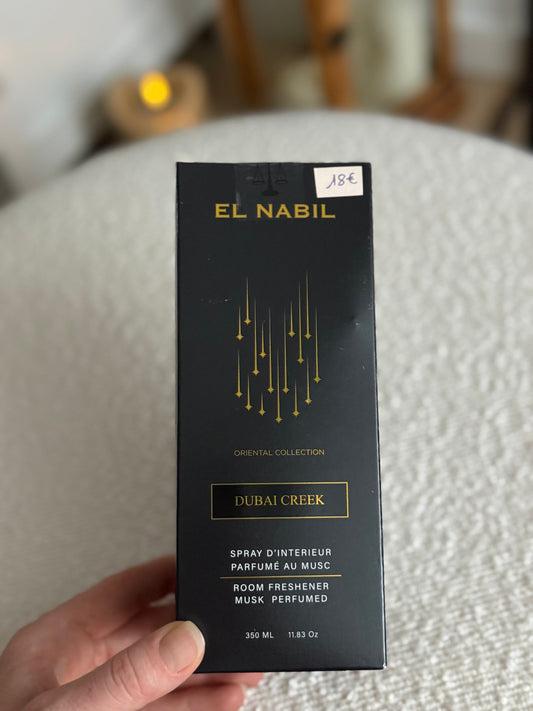 18€
EL NABIL
ORIENTAL COLLECTION
DUBAI CREEK
SPRAY D'INTERIEUR
PARFUMÉ AU MUSC
ROOM FRESHENER
MUSK PERFUMED
350 ML 11.83 Oz